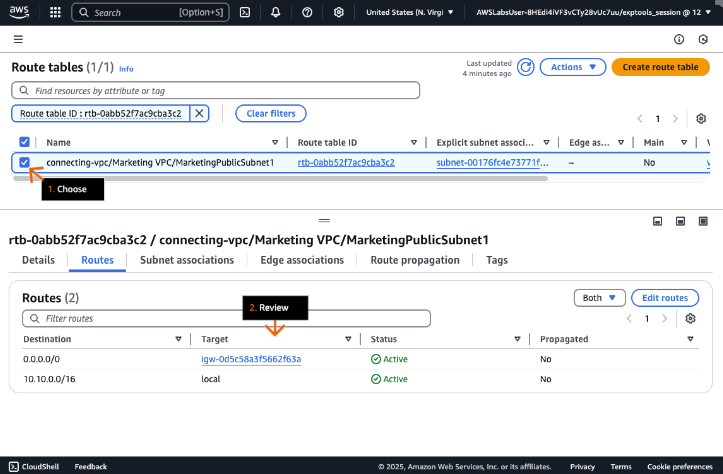 aws
Search [Option+S] United States (N. Virgi AWSLabsUser-8HEdi4iVF3vCTy28vUc7uu/exptools_session @ 12
Route tables (1/1) Info
Last updated
4 minutes ago
Actions
Create route table
Find resources by attribute or tag
Route table ID : rtb-0abb52f7ac9cba3c2
Clear filters
1
Name Route table ID Explicit subnet associ... Edge as... Main V
connecting-vpc/Marketing VPC/MarketingPublicSubnet1 rtb-0abb52f7ac9cba3c2 subnet-00176fc4e73771f... – No v
1. Choose
rtb-0abb52f7ac9cba3c2 / connecting-vpc/Marketing VPC/MarketingPublicSubnet1
Details Routes Subnet associations Edge associations Route propagation Tags
Routes (2)
Both
Edit routes
2. Review
Filter routes
1
Destination Target Status Propagated
0.0.0.0/0 igw-0d5c58a3f5662f63a Active No
10.10.0.0/16 local Active No
CloudShell Feedback © 2025, Amazon Web Services, Inc. or its affiliates. Privacy Terms Cookie preferences